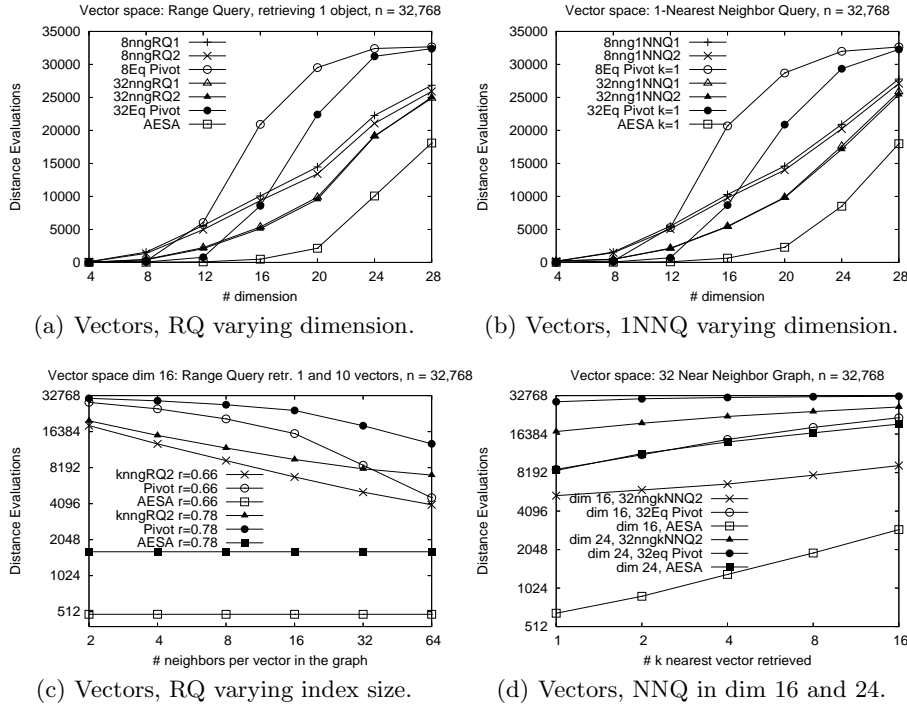 Vector space: Range Query, retrieving 1 object, n = 32,768
35000
30000
25000
20000
15000
10000
5000
0
Distance Evaluations
8nngRQ1
8nngRQ2
8Eq Pivot
32nngRQ1
32nngRQ2
32Eq Pivot
AESA
4 8 12 16 20 24 28
# dimension
(a) Vectors, RQ varying dimension.
Vector space: 1-Nearest Neighbor Query, n = 32,768
35000
30000
25000
20000
15000
10000
5000
0
Distance Evaluations
8nng1NNQ1
8nng1NNQ2
8Eq Pivot k=1
32nng1NNQ1
32nng1NNQ2
32Eq Pivot k=1
AESA k=1
4 8 12 16 20 24 28
# dimension
(b) Vectors, 1NNQ varying dimension.
Vector space dim 16: Range Query retr. 1 and 10 vectors, n = 32,768
32768
16384
8192
4096
2048
1024
512
Distance Evaluations
knngRQ2 r=0.66
Pivot r=0.66
AESA r=0.66
knngRQ2 r=0.78
Pivot r=0.78
AESA r=0.78
2 4 8 16 32 64
# neighbors per vector in the graph
(c) Vectors, RQ varying index size.
Vector space: 32 Near Neighbor Graph, n = 32,768
32768
16384
8192
4096
2048
1024
512
Distance Evaluations
dim 16, 32nngkNNQ2
dim 16, 32Eq Pivot
dim 16, AESA
dim 24, 32nngkNNQ2
dim 24, 32eq Pivot
dim 24, AESA
1 2 4 8 16
# k nearest vector retrieved
(d) Vectors, NNQ in dim 16 and 24.